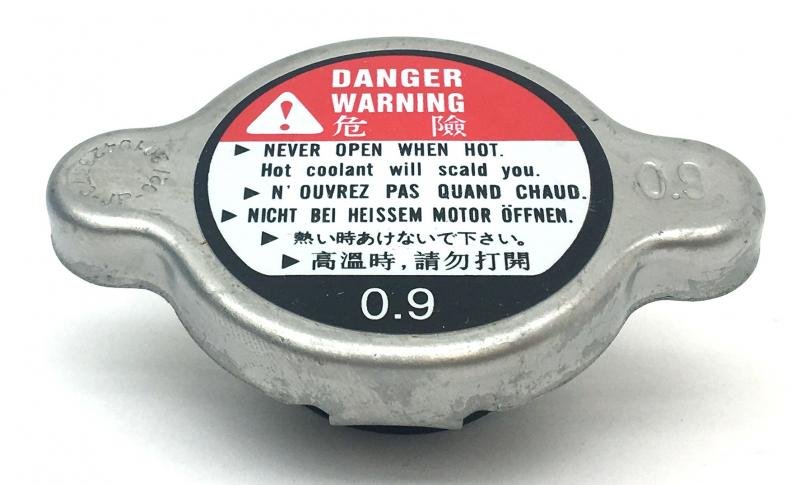 DANGER
WARNING
危 險
▶ NEVER OPEN WHEN HOT.
Hot coolant will scald you.
▶ N' OUVREZ PAS QUAND CHAUD.
▶ NICHT BEI HEISSEM MOTOR ÖFFNEN.
▶ 熱い時あけないで下さい。
▶ 高溫時,請勿打開
0.9
0.9